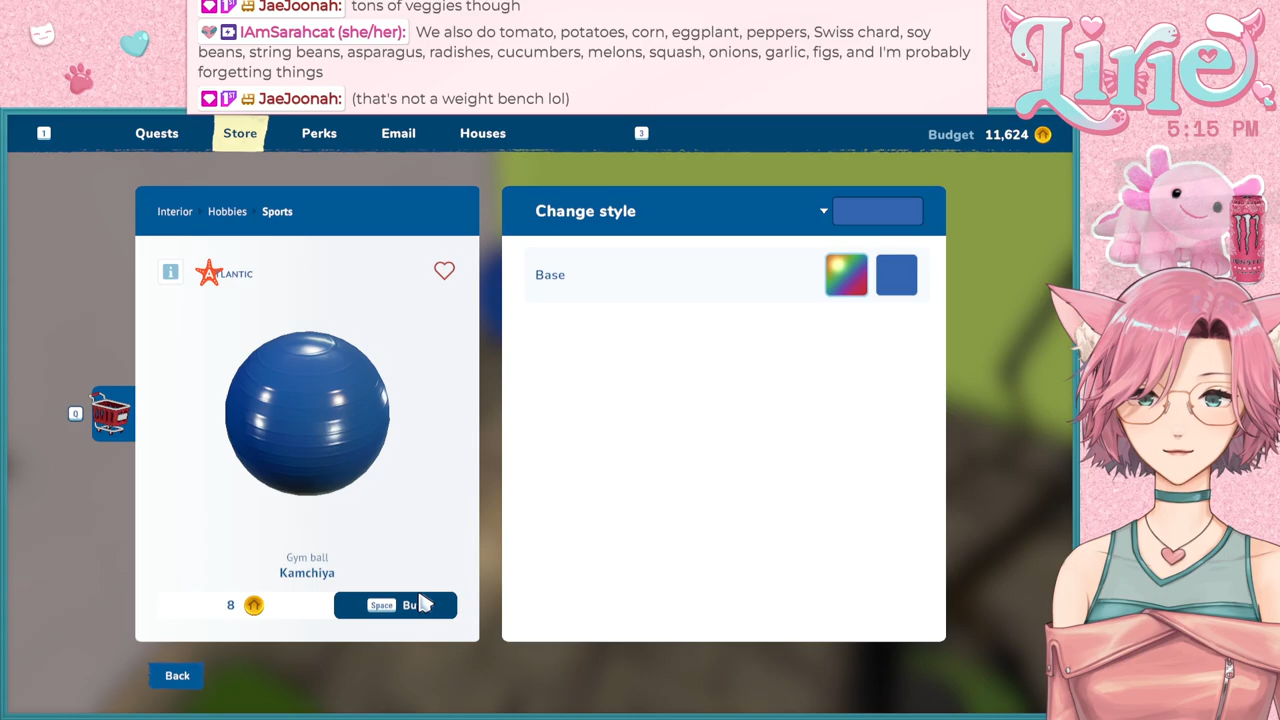 JaeJoonah: tons of veggies though
IAmSarahcat (she/her): We also do tomato, potatoes, corn, eggplant, peppers, Swiss chard, soy
beans, string beans, asparagus, radishes, cucumbers, melons, squash, onions, garlic, figs, and I'm probably
forgetting things
JaeJoonah: (that's not a weight bench lol)
Lirie
5:15 PM
1 Quests Store Perks Email Houses 3 Budget 11,624
Interior Hobbies Sports
Change style
ATLANTIC
Base
Q
Gym ball
Kamchiya
8 Space Bu
Back